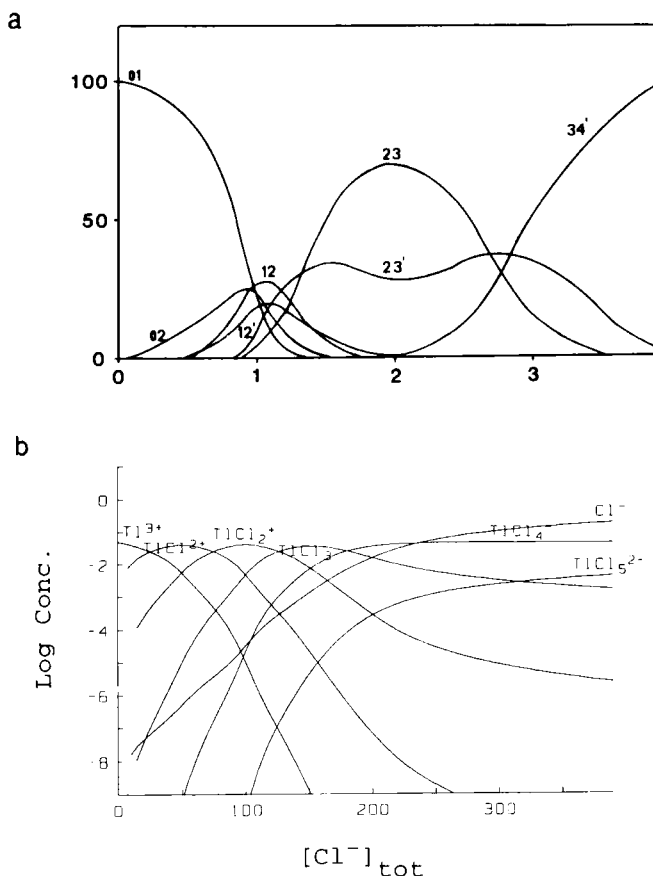 a
100
50
0
01
02
12
12'
23
23'
34'
0 1 2 3
b
Log Conc.
0
-2
-4
-6
-8
Tl³⁺
TlCl²⁺
TlCl₂⁺
TlCl₃
TlCl₄⁻
Cl⁻
TlCl₅²⁻
0 100 200 300
[Cl⁻]tot